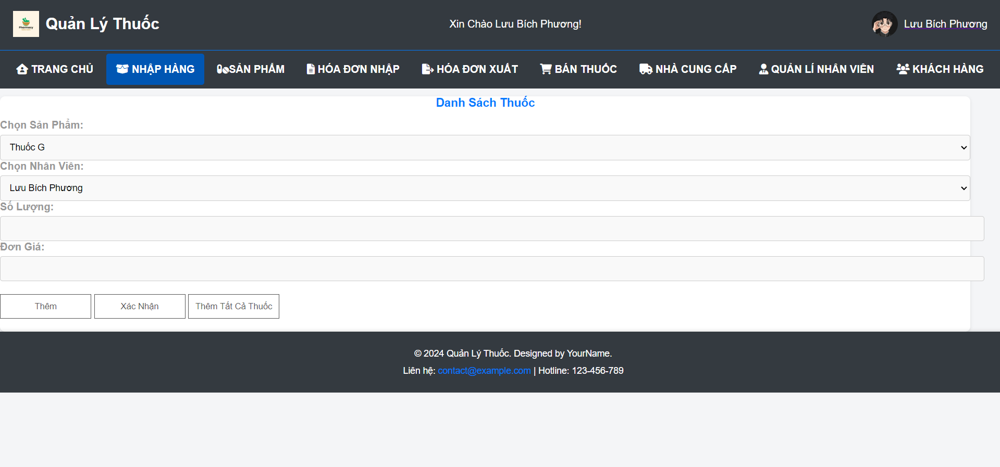 Pharmacy
Quản Lý Thuốc
Xin Chào Lưu Bích Phương!
Lưu Bích Phương
TRANG CHỦ
NHẬP HÀNG
SẢN PHẨM
HÓA ĐƠN NHẬP
HÓA ĐƠN XUẤT
BÁN THUỐC
NHÀ CUNG CẤP
QUẢN LÍ NHÂN VIÊN
KHÁCH HÀNG
Danh Sách Thuốc
Chọn Sản Phẩm:
Thuốc G
Chọn Nhân Viên:
Lưu Bích Phương
Số Lượng:
Đơn Giá:
Thêm
Xác Nhận
Thêm Tất Cả Thuốc
© 2024 Quản Lý Thuốc. Designed by YourName.
Liên hệ: contact@example.com | Hotline: 123-456-789